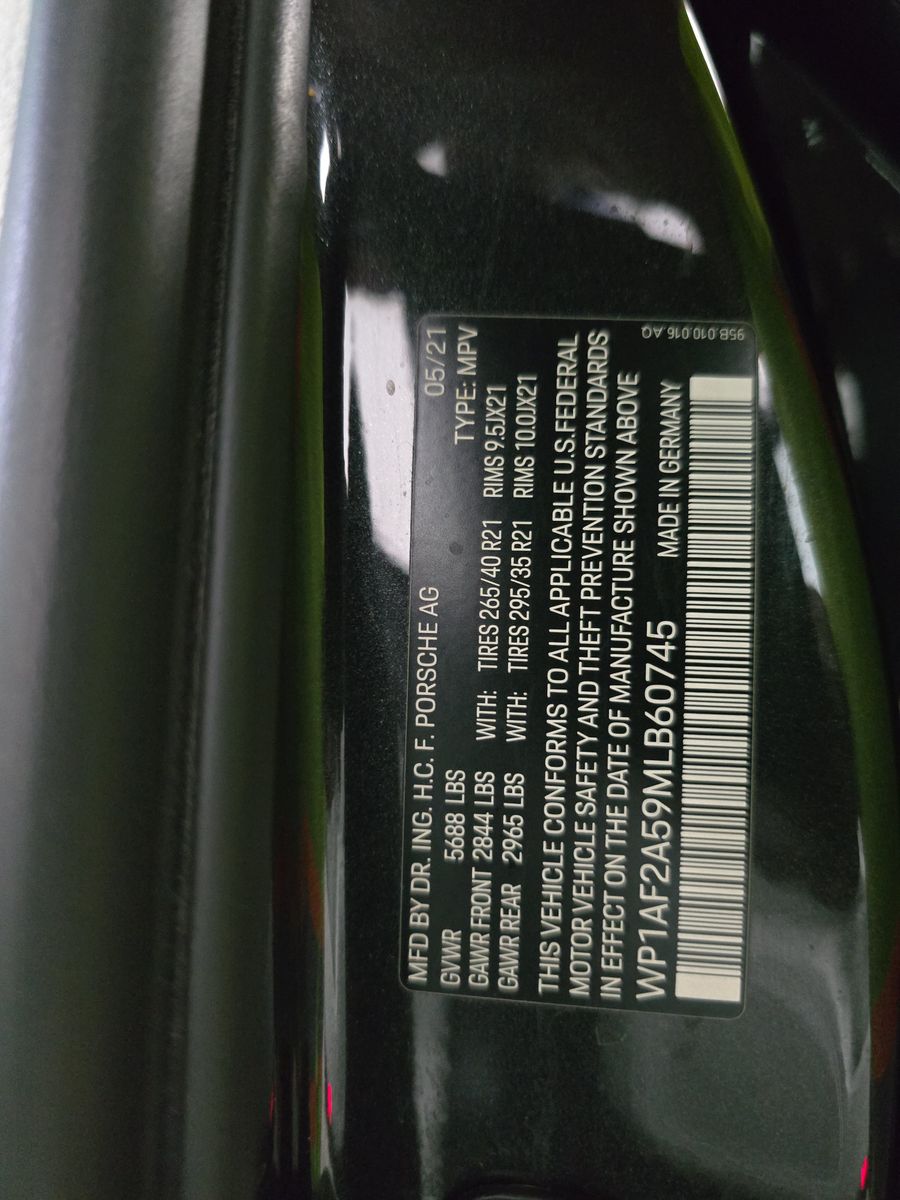 MFD BY DR. ING. H.C. F. PORSCHE AG 05/21
GVWR 5688 LBS TYPE: MPV
GAWR FRONT 2844 LBS WITH: TIRES 265/40 R21 RIMS 9.5JX21
GAWR REAR 2965 LBS WITH: TIRES 295/35 R21 RIMS 10.0JX21
THIS VEHICLE CONFORMS TO ALL APPLICABLE U.S. FEDERAL
MOTOR VEHICLE SAFETY AND THEFT PREVENTION STANDARDS
IN EFFECT ON THE DATE OF MANUFACTURE SHOWN ABOVE
WP1AF2A59MLB60745 MADE IN GERMANY
95B.010.016.AQ